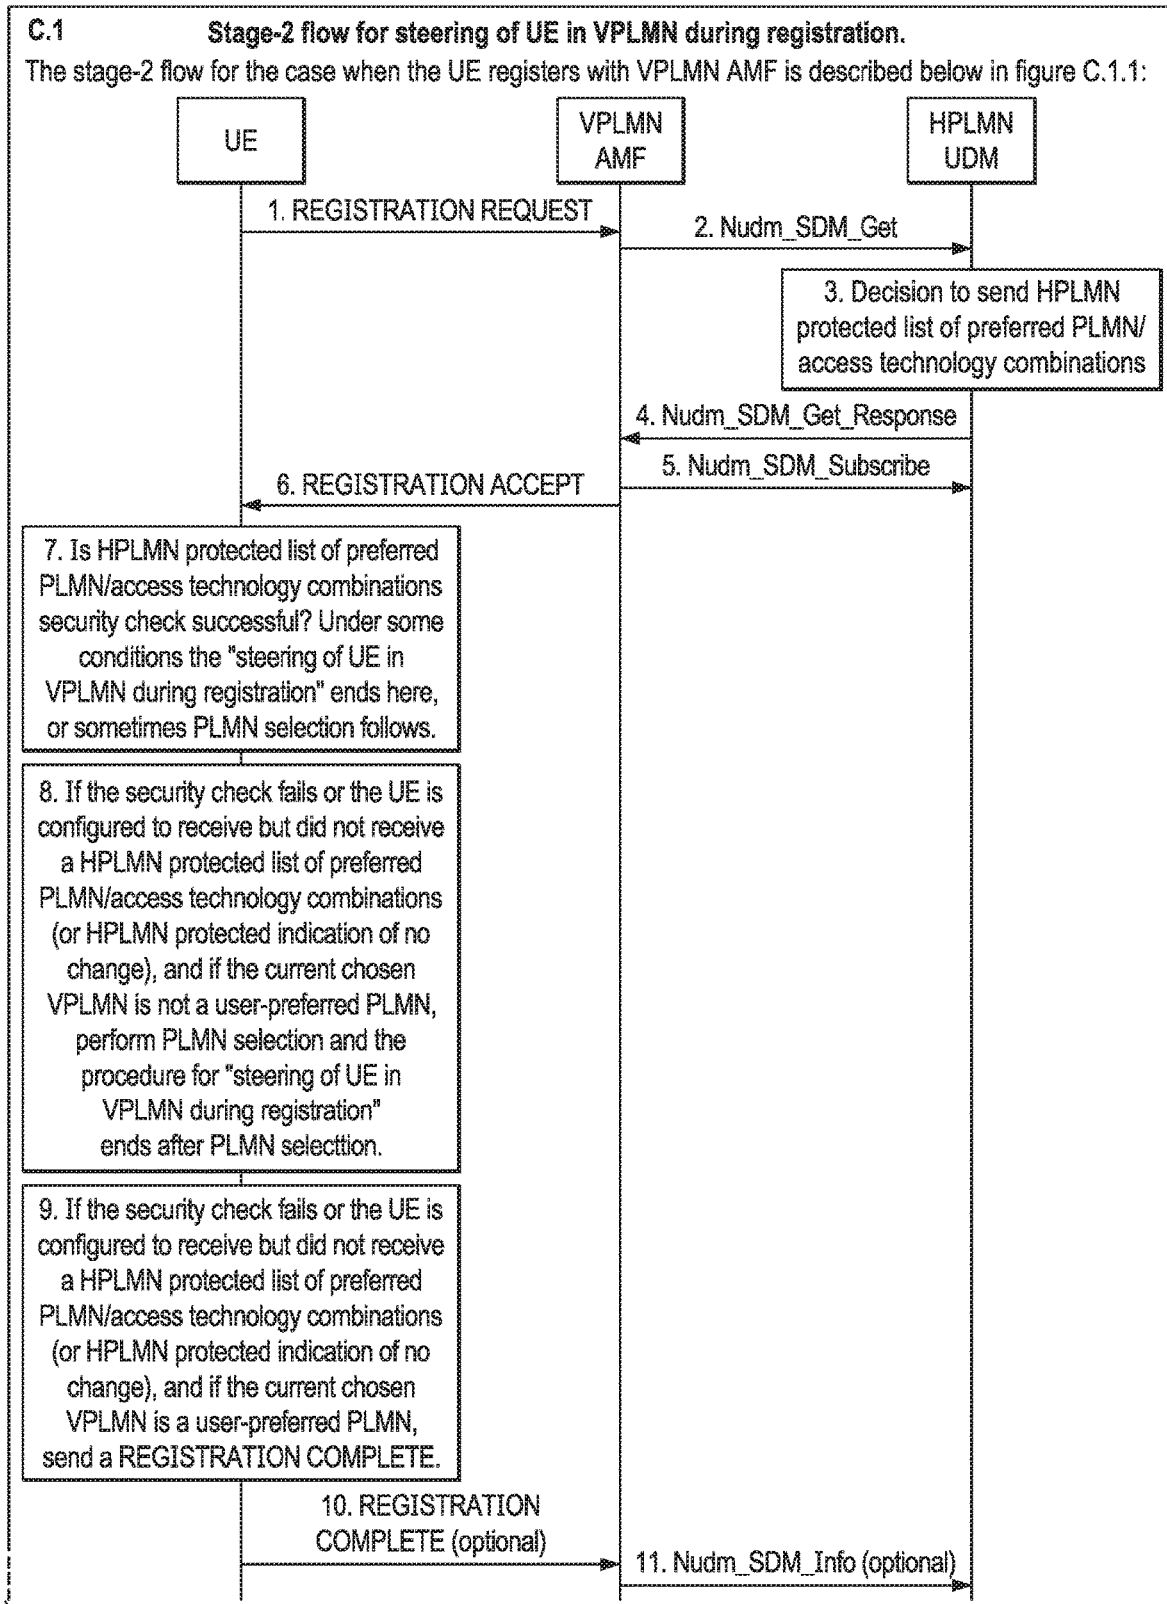 C.1 Stage-2 flow for steering of UE in VPLMN during registration.
The stage-2 flow for the case when the UE registers with VPLMN AMF is described below in figure C.1.1:
UE
VPLMN
AMF
HPLMN
UDM
1. REGISTRATION REQUEST
2. Nudm_SDM_Get
3. Decision to send HPLMN
protected list of preferred PLMN/
access technology combinations
4. Nudm_SDM_Get_Response
5. Nudm_SDM_Subscribe
6. REGISTRATION ACCEPT
7. Is HPLMN protected list of preferred
PLMN/access technology combinations
security check successful? Under some
conditions the "steering of UE in
VPLMN during registration" ends here,
or sometimes PLMN selection follows.
8. If the security check fails or the UE is
configured to receive but did not receive
a HPLMN protected list of preferred
PLMN/access technology combinations
(or HPLMN protected indication of no
change), and if the current chosen
VPLMN is not a user-preferred PLMN,
perform PLMN selection and the
procedure for "steering of UE in
VPLMN during registration"
ends after PLMN selecttion.
9. If the security check fails or the UE is
configured to receive but did not receive
a HPLMN protected list of preferred
PLMN/access technology combinations
(or HPLMN protected indication of no
change), and if the current chosen
VPLMN is a user-preferred PLMN,
send a REGISTRATION COMPLETE.
10. REGISTRATION
COMPLETE (optional)
11. Nudm_SDM_Info (optional)